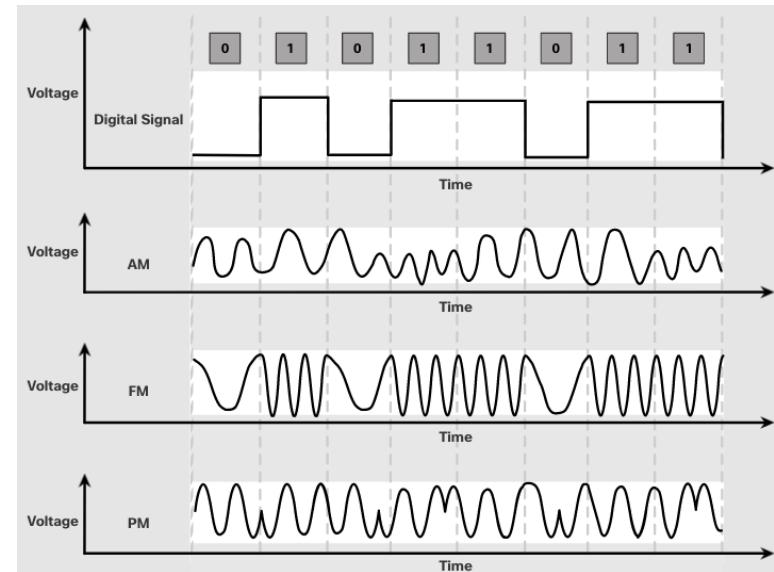 0 1 0 1 1 0 1 1
Voltage
Digital Signal
Time
Voltage
AM
Time
Voltage
FM
Time
Voltage
PM
Time